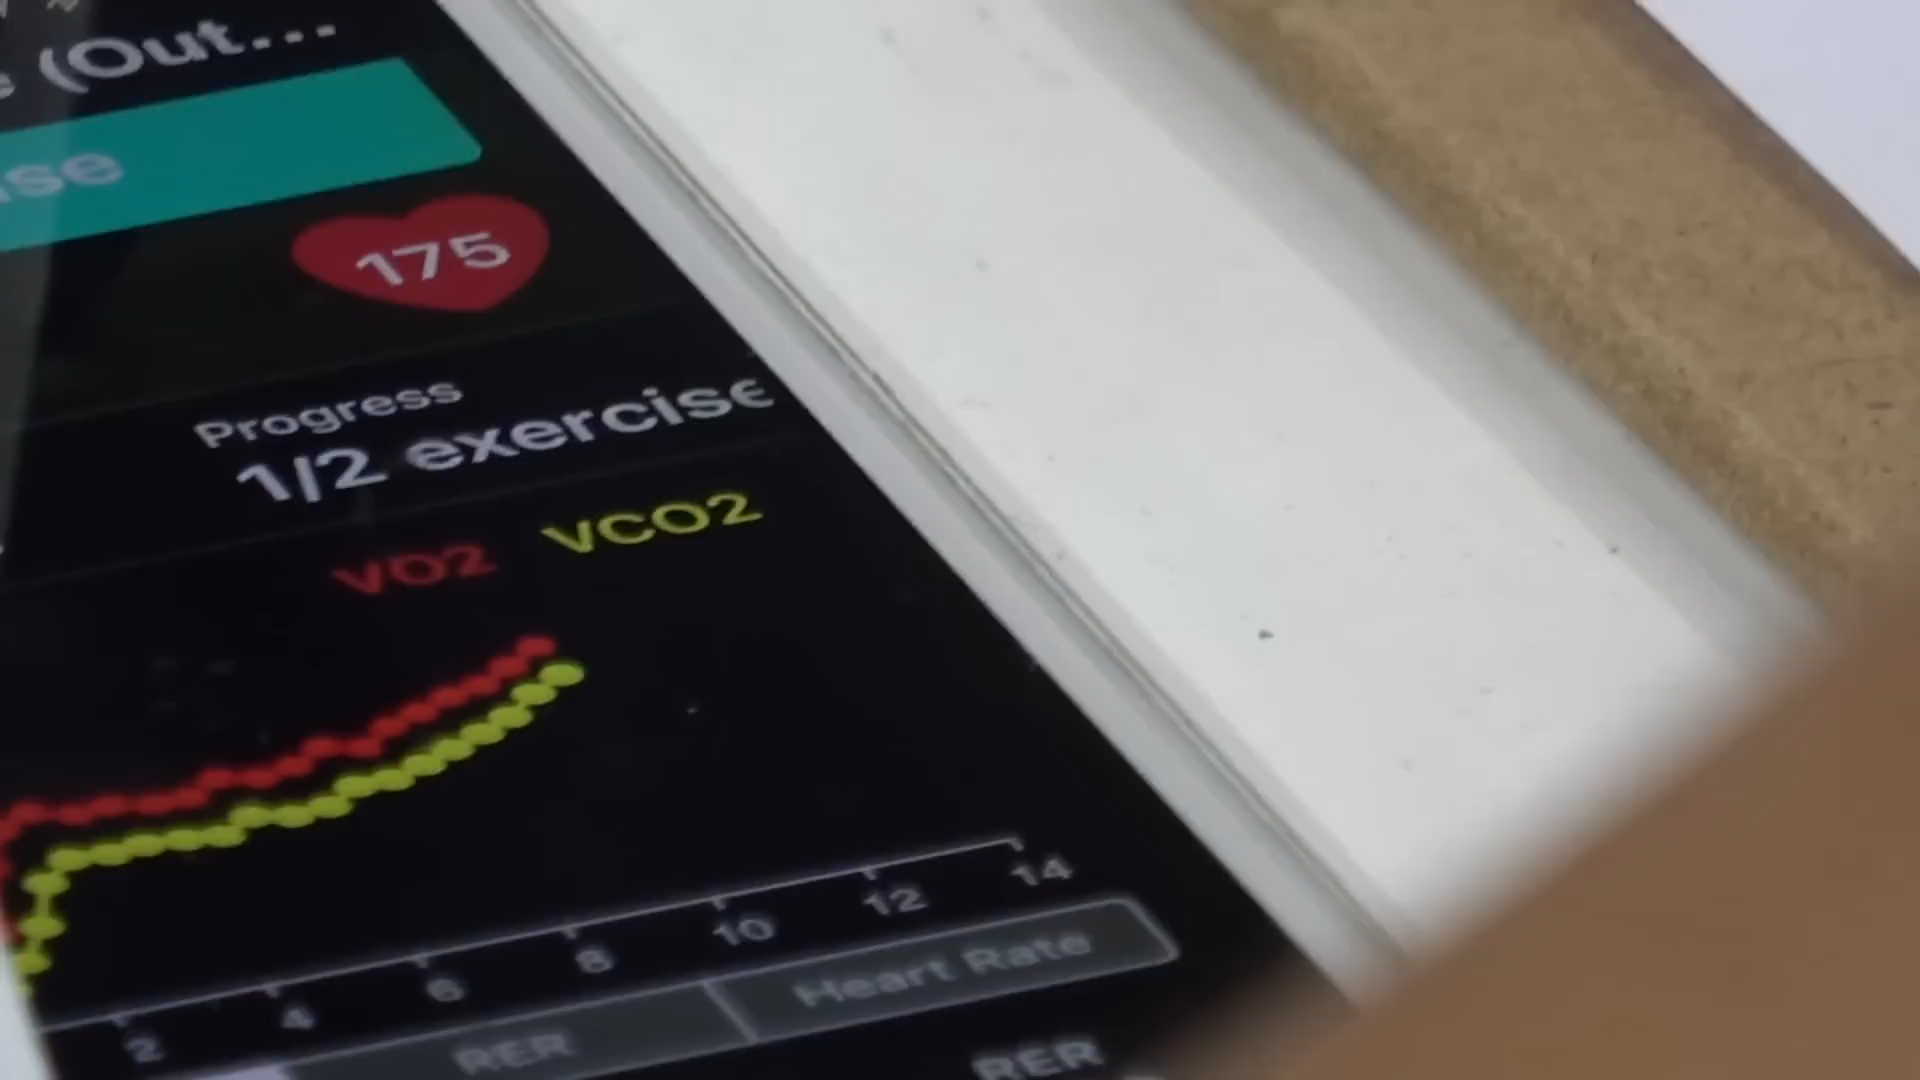 (Out...
175
Progress
1/2 exercise
VO2 VCO2
2 4 6 8 10 12 14
RER Heart Rate
RER